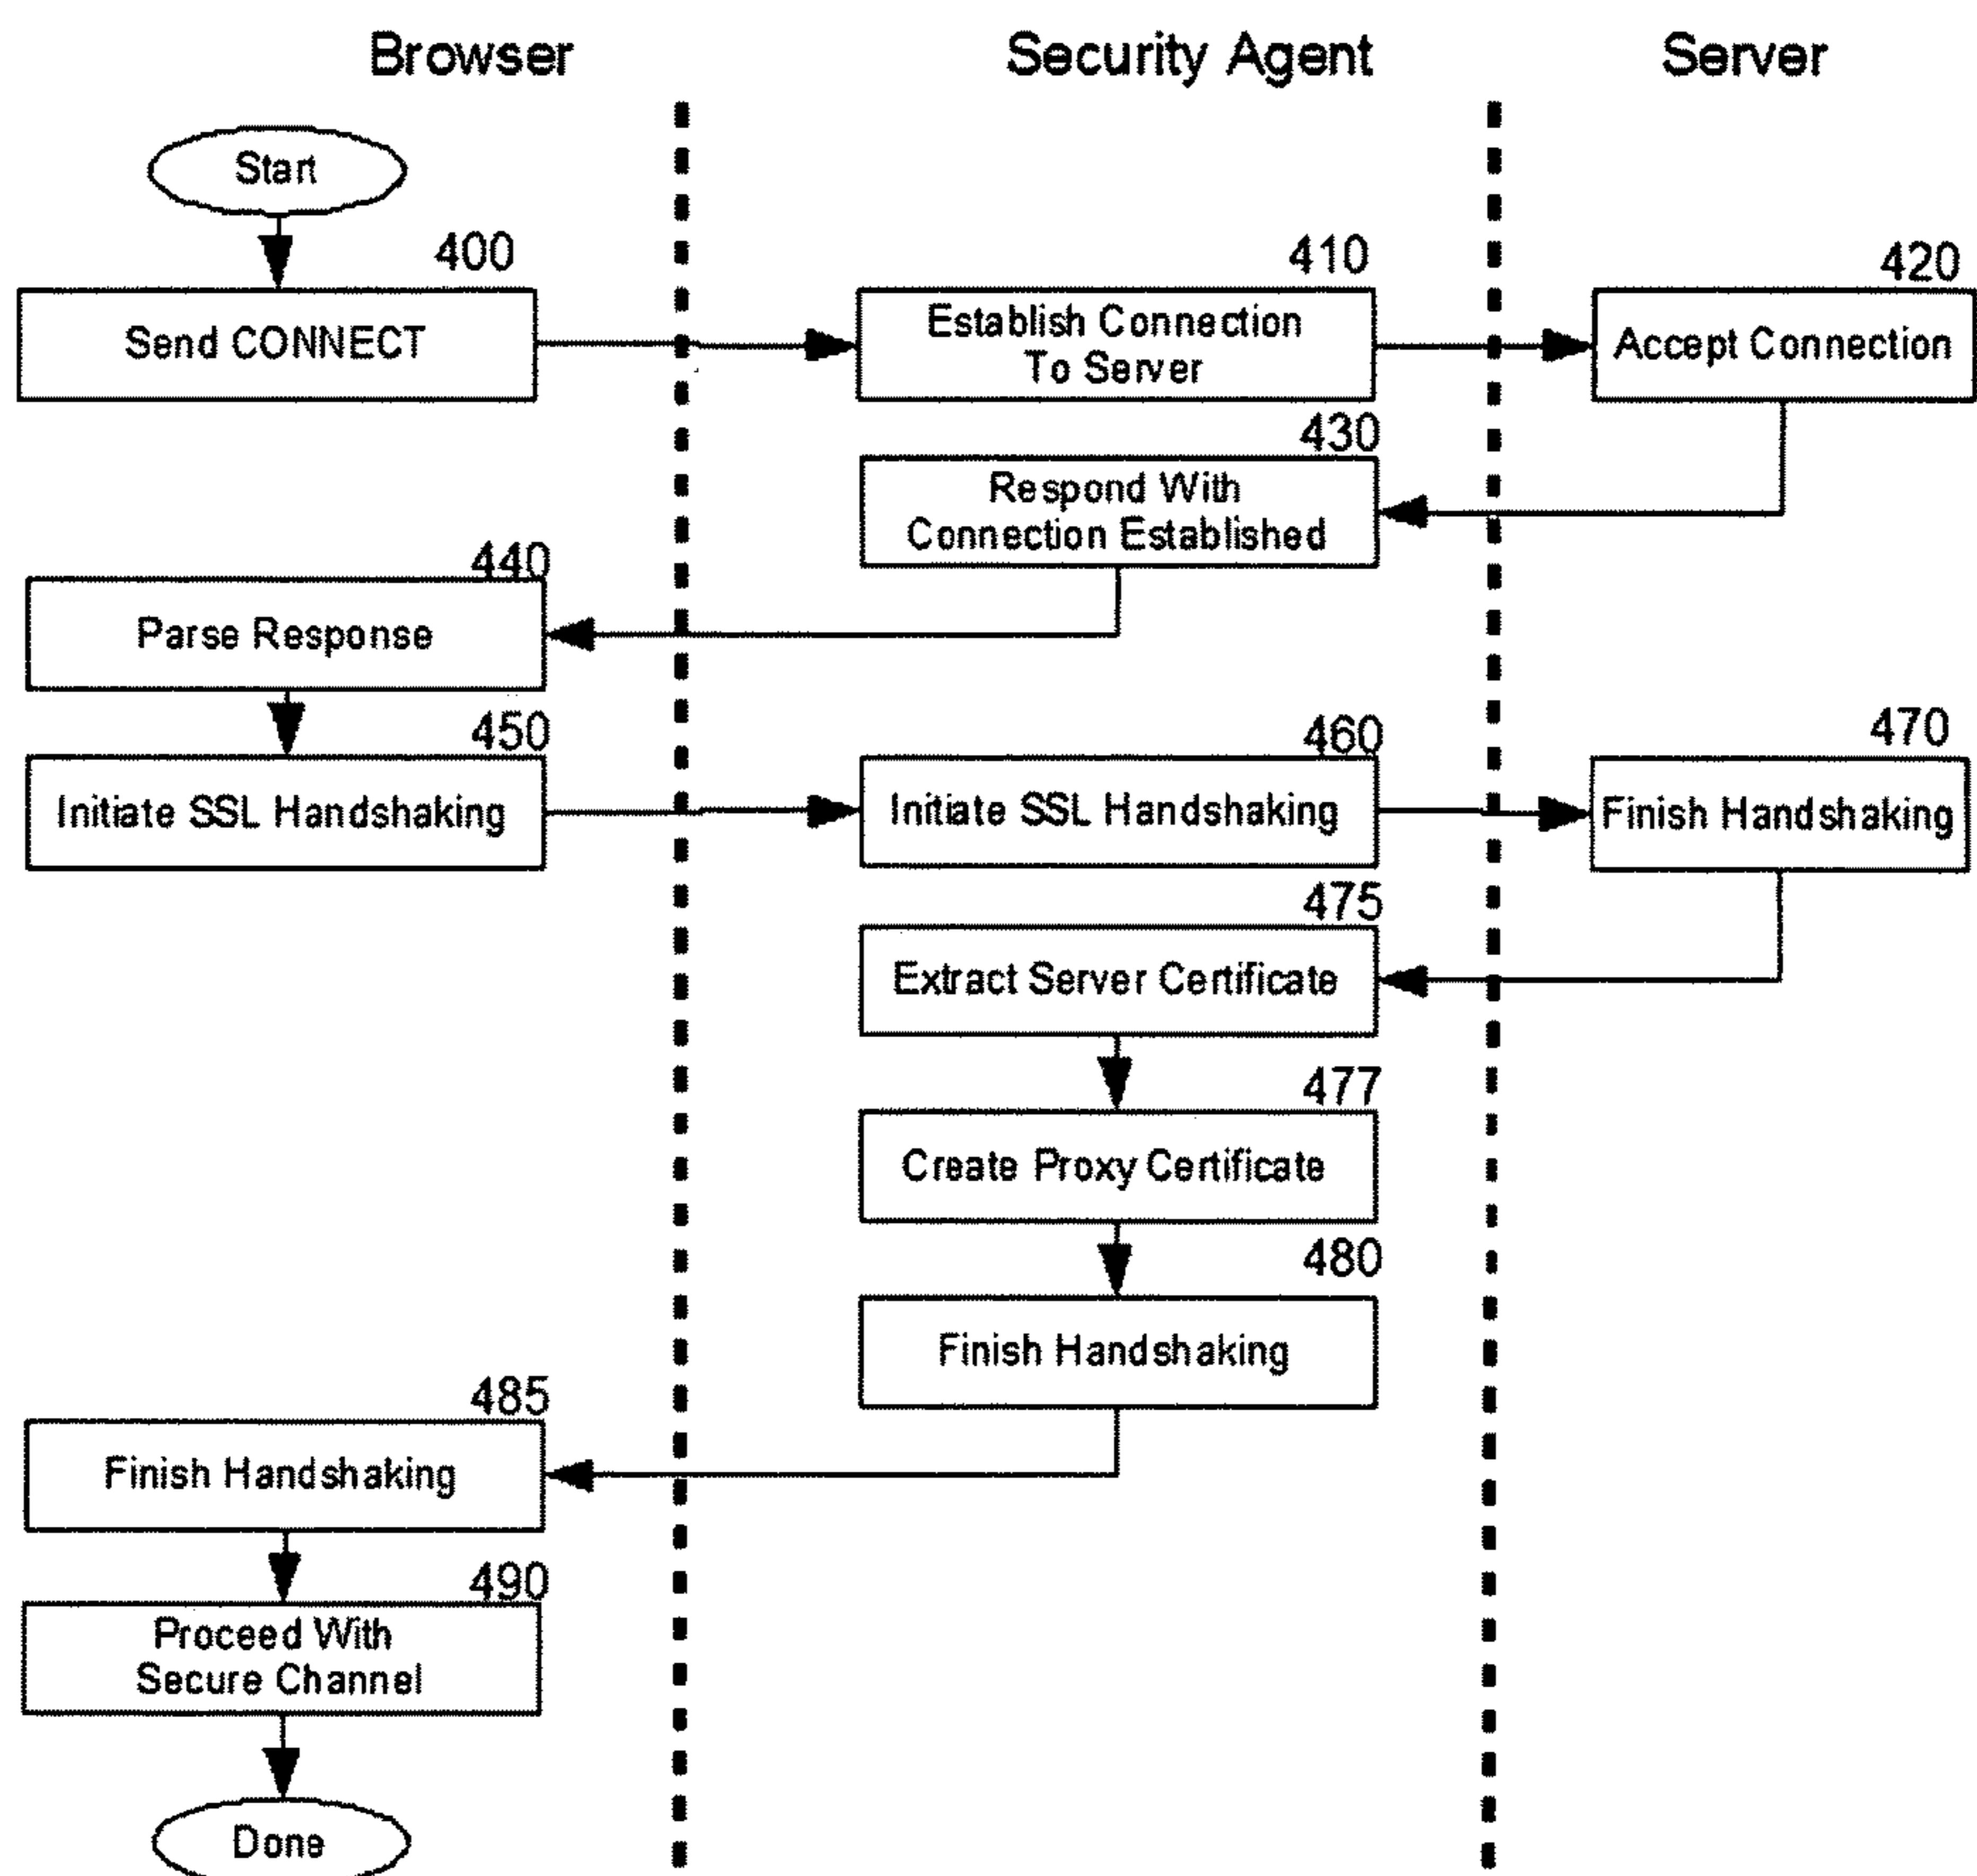 Browser
Security Agent
Server
Start
400
410
420
Send CONNECT
Establish Connection
To Server
Accept Connection
430
Respond With
Connection Established
440
Parse Response
450
460
470
Initiate SSL Handshaking
Initiate SSL Handshaking
Finish Handshaking
475
Extract Server Certificate
477
Create Proxy Certificate
480
Finish Handshaking
485
Finish Handshaking
490
Proceed With
Secure Channel
Done